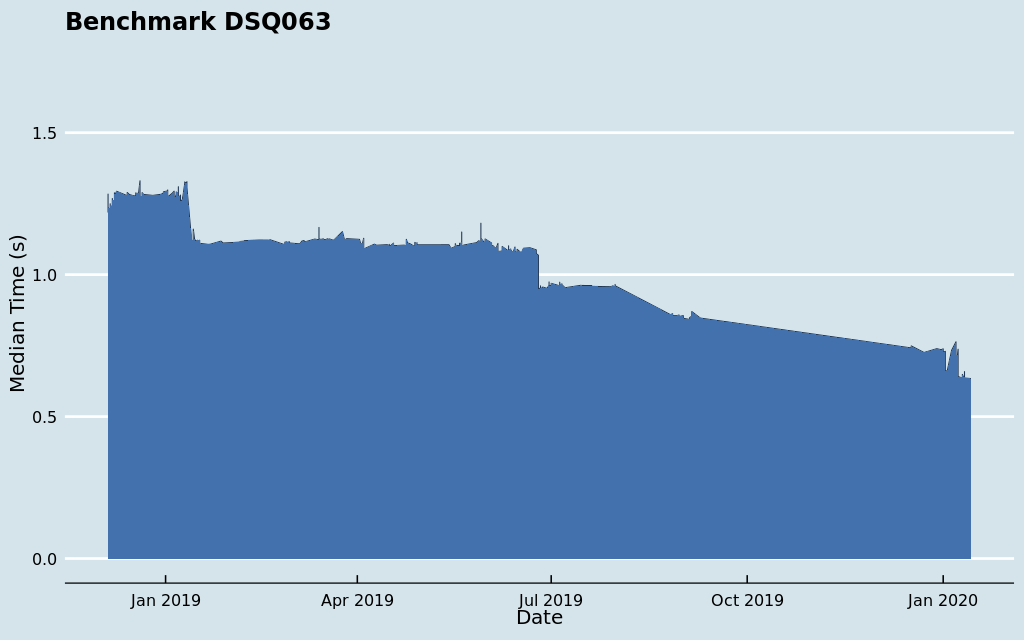 Benchmark DSQ063
Median Time (s)
1.5
1.0
0.5
0.0
Jan 2019
Apr 2019
Jul 2019
Oct 2019
Jan 2020
Date